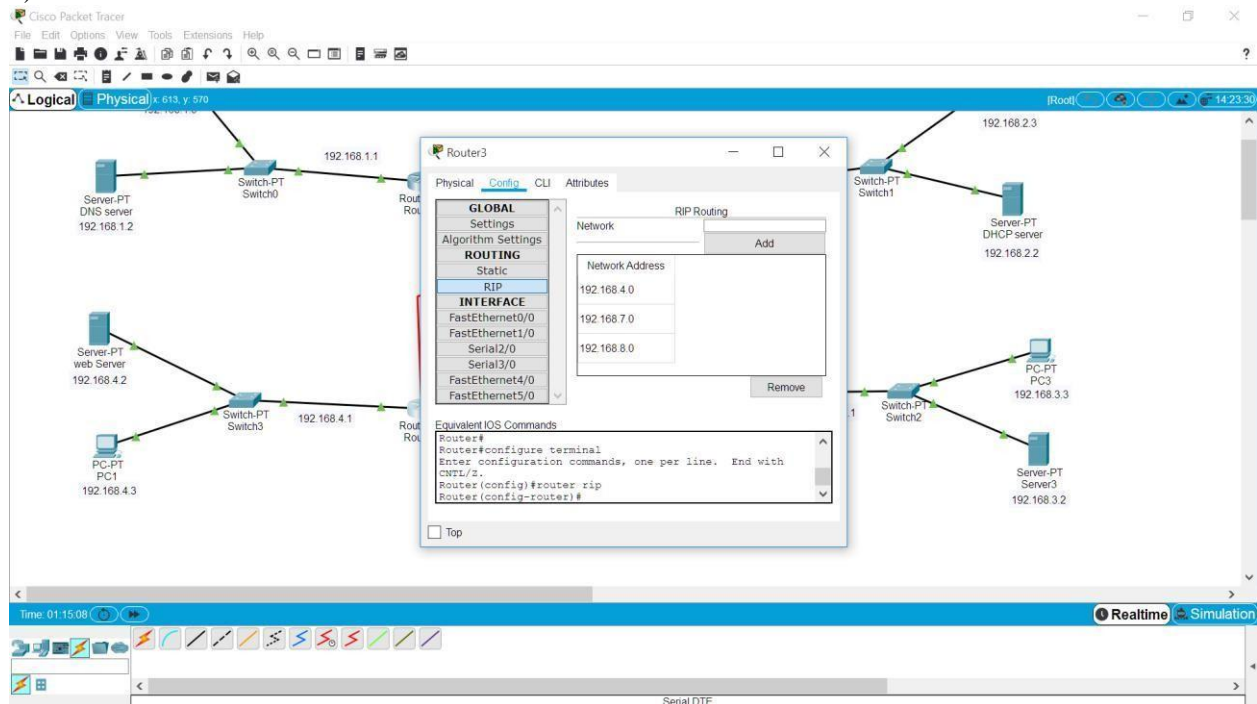 Cisco Packet Tracer
File Edit Options View Tools Extensions Help
?
Logical Physical x: 613, y: 570
[Root] 14:23:30
192.168.2.3
192.168.1.1
Switch-PT
Switch0
Server-PT
DNS server
192.168.1.2
Switch-PT
Switch1
Server-PT
DHCP server
192.168.2.2
Server-PT
web Server
192.168.4.2
Switch-PT
Switch3
192.168.4.1
PC-PT
PC1
192.168.4.3
Rout
Rou
Rout
Rou
Router3
Physical Config CLI Attributes
GLOBAL
Settings
Algorithm Settings
ROUTING
Static
RIP
INTERFACE
FastEthernet0/0
FastEthernet1/0
Serial2/0
Serial3/0
FastEthernet4/0
FastEthernet5/0
RIP Routing
Network
Add
Network Address
192.168.4.0
192.168.7.0
192.168.8.0
Remove
Equivalent IOS Commands
Router#
Router#configure terminal
Enter configuration commands, one per line. End with
CNTL/Z.
Router(config)#router rip
Router(config-router)#
Top
.1
Switch-PT
Switch2
PC-PT
PC3
192.168.3.3
Server-PT
Server3
192.168.3.2
Time: 01:15:08
Realtime Simulation
Serial DTE